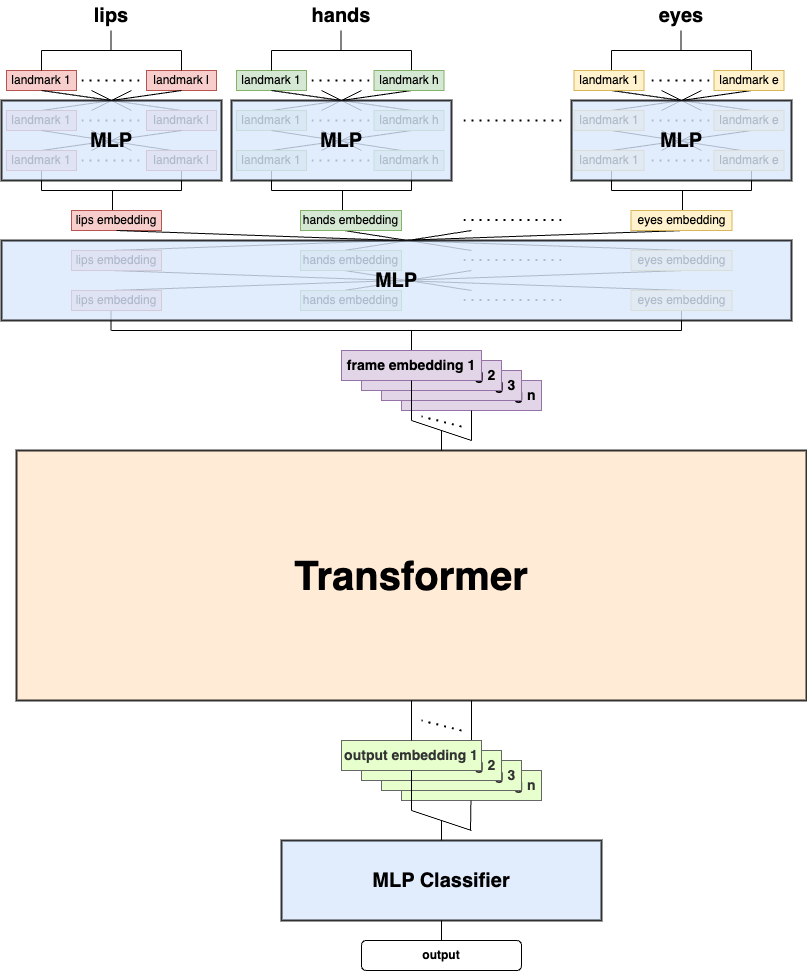 lips hands eyes
landmark 1 landmark l landmark 1 landmark h landmark 1 landmark e
landmark 1 landmark l landmark 1 landmark h landmark 1 landmark e
MLP MLP MLP
landmark 1 landmark l landmark 1 landmark h landmark 1 landmark e
lips embedding hands embedding eyes embedding
lips embedding hands embedding eyes embedding
MLP
lips embedding hands embedding eyes embedding
frame embedding 1
2
3
n
Transformer
output embedding 1
2
3
n
MLP Classifier
output